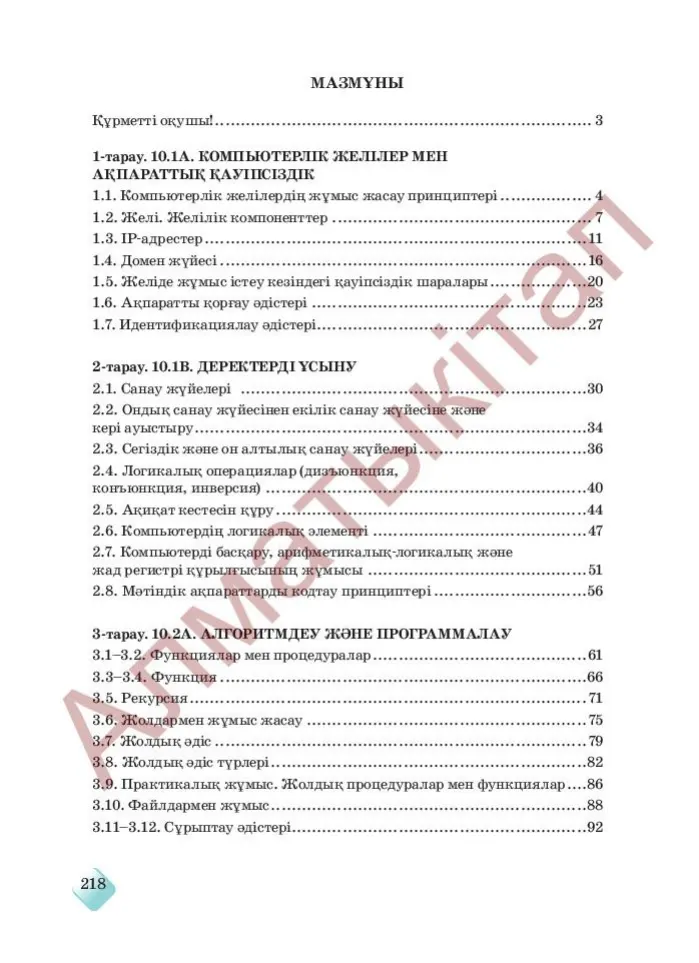 МАЗМҰНЫ
Құрметті оқушы!.......................................................................... 3
1-тарау. 10.1А. КОМПЬЮТЕРЛІК ЖЕЛІЛЕР МЕН
АҚПАРАТТЫҚ ҚАУІПСІЗДІК
1.1. Компьютерлік желілердің жұмыс жасау принциптері .................. 4
1.2. Желі. Желілік компоненттер ................................................... 7
1.3. ІР-адрестер...........................................................................11
1.4. Домен жүйесі ........................................................................16
1.5. Желіде жұмыс істеу кезіндегі қауіпсіздік шаралары ...................20
1.6. Ақпаратты қорғау әдістері ......................................................23
1.7. Идентификациялау әдістері.....................................................27
2-тарау. 10.1В. ДЕРЕКТЕРДІ ҰСЫНУ
2.1. Санау жүйелері ....................................................................30
2.2. Ондық санау жүйесінен екілік санау жүйесіне және
кері ауыстыру.............................................................................34
2.3. Сегіздік және он алтылық санау жүйелері.................................36
2.4. Логикалық операциялар (дизъюнкция,
конъюнкция, инверсия) ...............................................................40
2.5. Ақиқат кестесін құру.............................................................44
2.6. Компьютердің логикалық элементі ..........................................47
2.7. Компьютерді басқару, арифметикалық-логикалық және
жад регистрі құрылғысының жұмысы ...........................................51
2.8. Мәтіндік ақпараттарды кодтау принциптері..............................56
3-тарау. 10.2А. АЛГОРИТМДЕУ ЖӘНЕ ПРОГРАММАЛАУ
3.1–3.2. Функциялар мен процедуралар..........................................61
3.3–3.4. Функция ........................................................................66
3.5. Рекурсия..............................................................................71
3.6. Жолдармен жұмыс жасау .......................................................75
3.7. Жолдық әдіс .........................................................................79
3.8. Жолдық әдіс түрлері..............................................................82
3.9. Практикалық жұмыс. Жолдық процедуралар мен функциялар....86
3.10. Файлдармен жұмыс..............................................................88
3.11–3.12. Сұрыптау әдістері.........................................................92
218
Алматыкітап